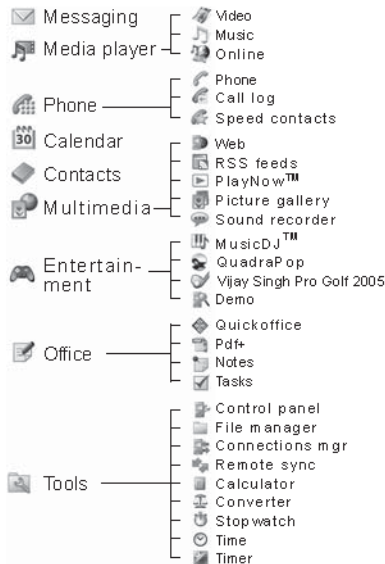 Messaging
Media player
Video
Music
Online
Phone
Phone
Call log
Speed contacts
Calendar
30
Contacts
Multimedia
Web
RSS feeds
PlayNow™
Picture gallery
Sound recorder
Entertain-
ment
MusicDJ™
QuadraPop
Vijay Singh Pro Golf 2005
Demo
Office
Quickoffice
Pdf+
Notes
Tasks
Tools
Control panel
File manager
Connections mgr
Remote sync
Calculator
Converter
Stopwatch
Time
Timer